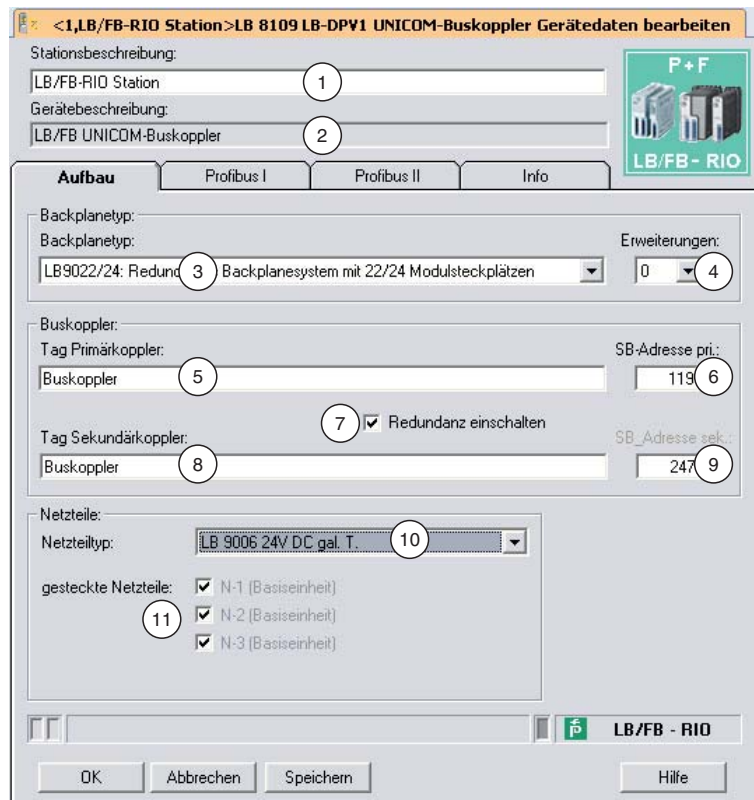 <1,LB/FB-RIO Station>LB 8109 LB-DPV1 UNICOM-Buskoppler Gerätedaten bearbeiten
Stationsbeschreibung:
LB/FB-RIO Station
1
Gerätebeschreibung:
LB/FB UNICOM-Buskoppler
2
P+F
LB/FB - RIO
Aufbau
Profibus I
Profibus II
Info
Backplanetyp:
Backplanetyp:
Erweiterungen:
LB9022/24: Redund 3 Backplanesystem mit 22/24 Modulsteckplätzen
0 4
Buskoppler:
Tag Primärkoppler:
SB-Adresse pri.:
Buskoppler 5
119 6
7 Redundanz einschalten
Tag Sekundärkoppler:
SB_Adresse sek.:
Buskoppler 8
247 9
Netzteile:
Netzteiltyp:
LB 9006 24V DC gal. T. 10
gesteckte Netzteile:
N-1 (Basiseinheit)
11
N-2 (Basiseinheit)
N-3 (Basiseinheit)
LB/FB - RIO
OK
Abbrechen
Speichern
Hilfe